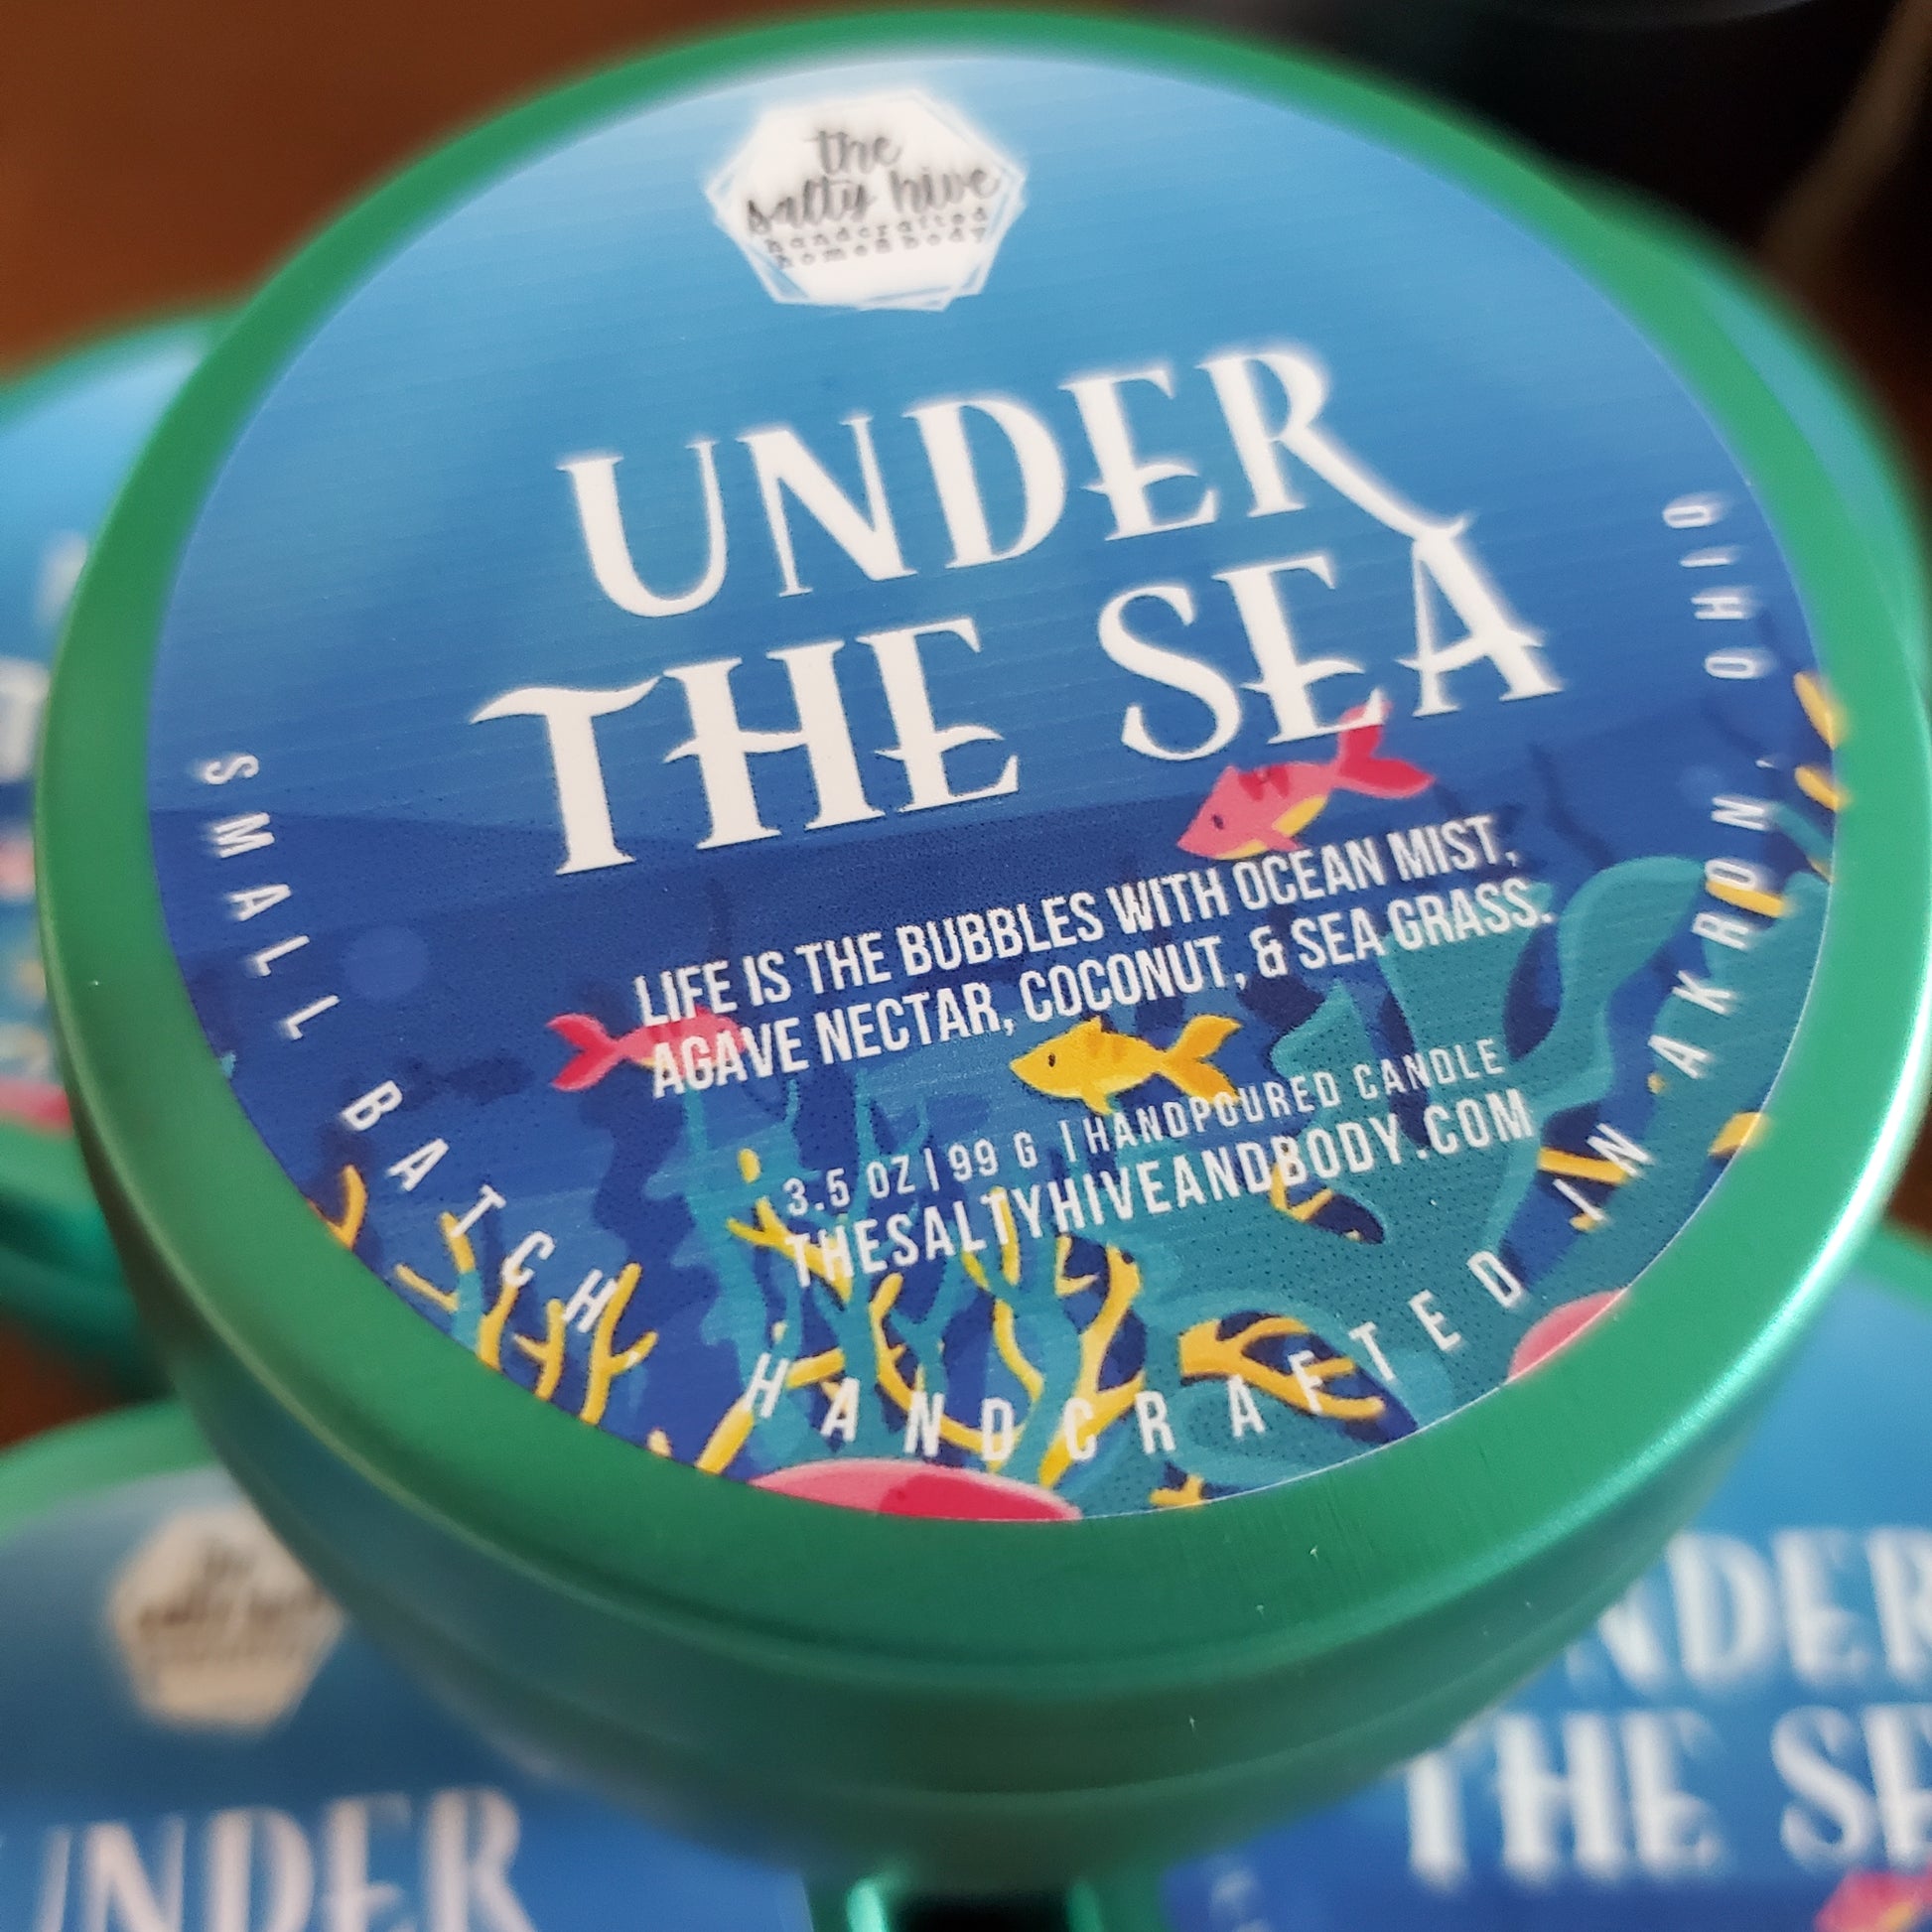 the
salty hive
handcrafted
home&body
UNDER
THE SEA
LIFE IS THE BUBBLES WITH OCEAN MIST,
AGAVE NECTAR, COCONUT, & SEA GRASS.
3.5 OZ | 99 G | HANDPOURED CANDLE
THESALTYHIVEANDBODY.COM
SMALL BATCH HANDCRAFTED IN AKRON, OHIO
UNDER
NDER
THE SE